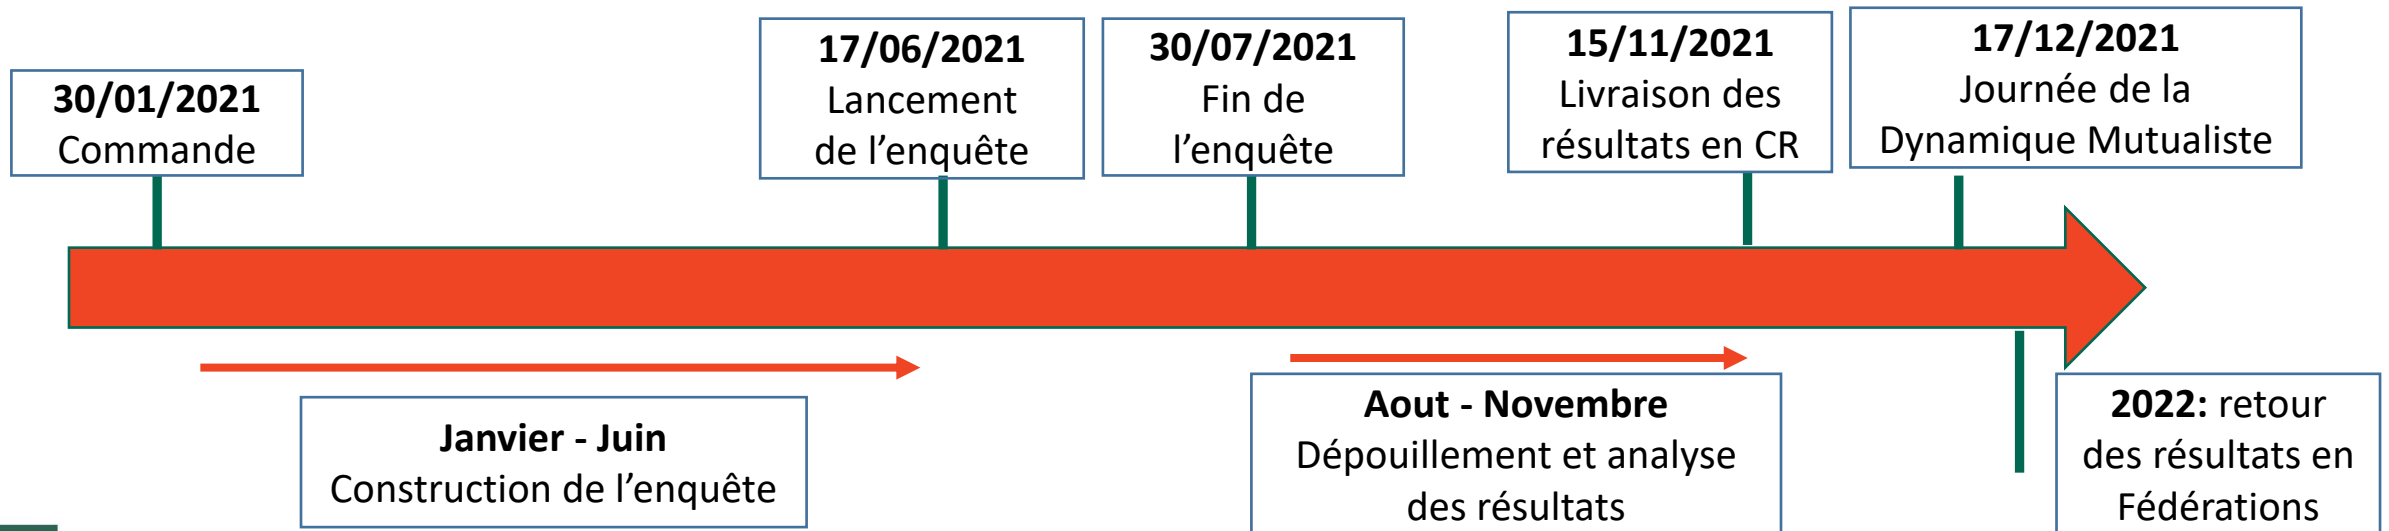 30/01/2021
Commande
17/06/2021
Lancement
de l’enquête
30/07/2021
Fin de
l’enquête
15/11/2021
Livraison des
résultats en CR
17/12/2021
Journée de la
Dynamique Mutualiste
Janvier - Juin
Construction de l’enquête
Aout - Novembre
Dépouillement et analyse
des résultats
2022: retour
des résultats en
Fédérations